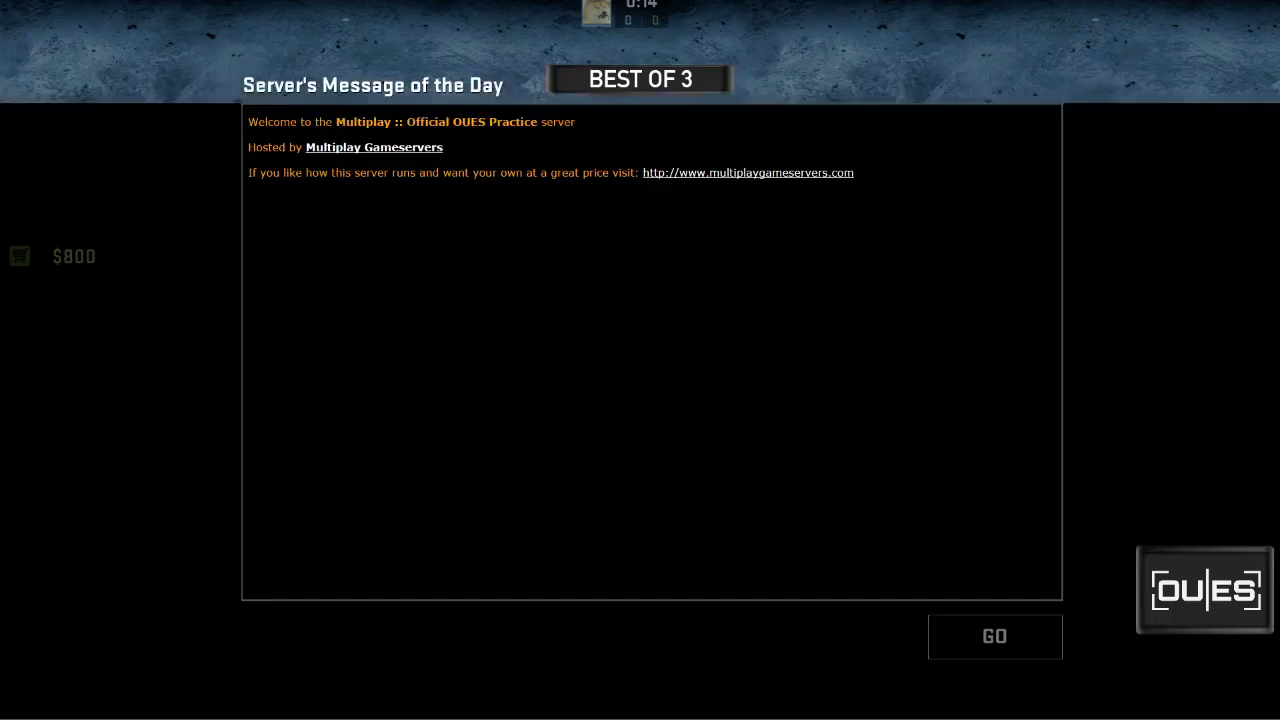 0:14
0 0
Server's Message of the Day
BEST OF 3
Welcome to the Multiplay :: Official OUES Practice server
Hosted by Multiplay Gameservers
If you like how this server runs and want your own at a great price visit: http://www.multiplaygameservers.com
$800
OU|ES
GO